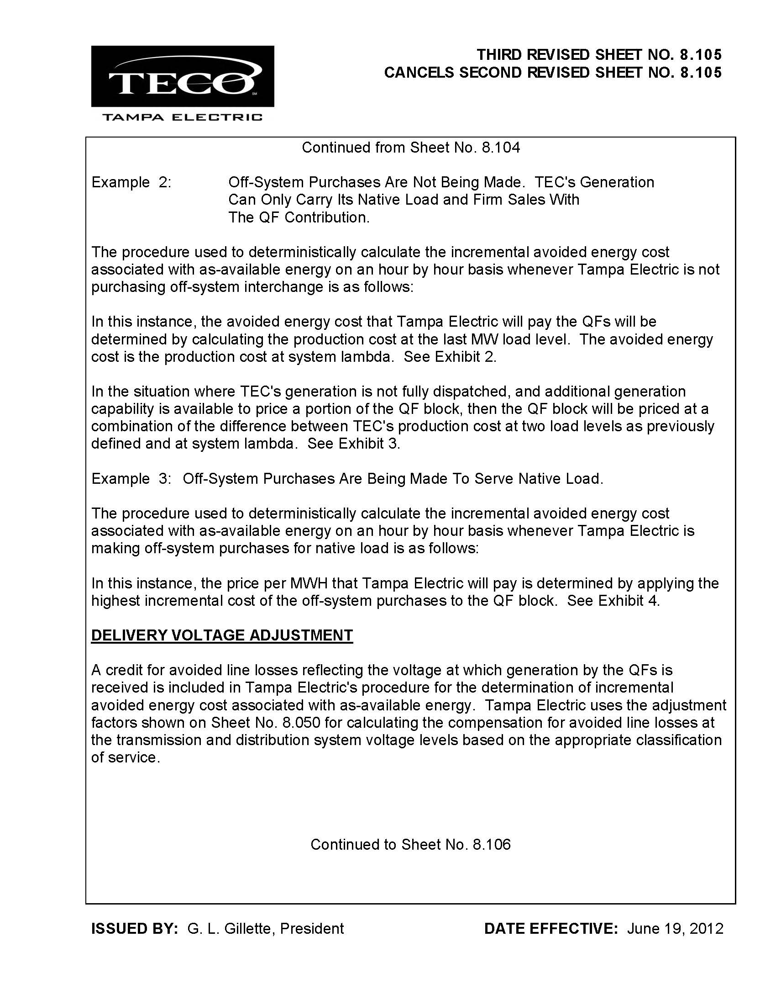 TECO
SM
TAMPA ELECTRIC
THIRD REVISED SHEET NO. 8.105
CANCELS SECOND REVISED SHEET NO. 8.105
Continued from Sheet No. 8.104
Example 2: Off-System Purchases Are Not Being Made. TEC's Generation
Can Only Carry Its Native Load and Firm Sales With
The QF Contribution.
The procedure used to deterministically calculate the incremental avoided energy cost
associated with as-available energy on an hour by hour basis whenever Tampa Electric is not
purchasing off-system interchange is as follows:
In this instance, the avoided energy cost that Tampa Electric will pay the QFs will be
determined by calculating the production cost at the last MW load level. The avoided energy
cost is the production cost at system lambda. See Exhibit 2.
In the situation where TEC's generation is not fully dispatched, and additional generation
capability is available to price a portion of the QF block, then the QF block will be priced at a
combination of the difference between TEC's production cost at two load levels as previously
defined and at system lambda. See Exhibit 3.
Example 3: Off-System Purchases Are Being Made To Serve Native Load.
The procedure used to deterministically calculate the incremental avoided energy cost
associated with as-available energy on an hour by hour basis whenever Tampa Electric is
making off-system purchases for native load is as follows:
In this instance, the price per MWH that Tampa Electric will pay is determined by applying the
highest incremental cost of the off-system purchases to the QF block. See Exhibit 4.
DELIVERY VOLTAGE ADJUSTMENT
A credit for avoided line losses reflecting the voltage at which generation by the QFs is
received is included in Tampa Electric's procedure for the determination of incremental
avoided energy cost associated with as-available energy. Tampa Electric uses the adjustment
factors shown on Sheet No. 8.050 for calculating the compensation for avoided line losses at
the transmission and distribution system voltage levels based on the appropriate classification
of service.
Continued to Sheet No. 8.106
ISSUED BY: G. L. Gillette, President
DATE EFFECTIVE: June 19, 2012